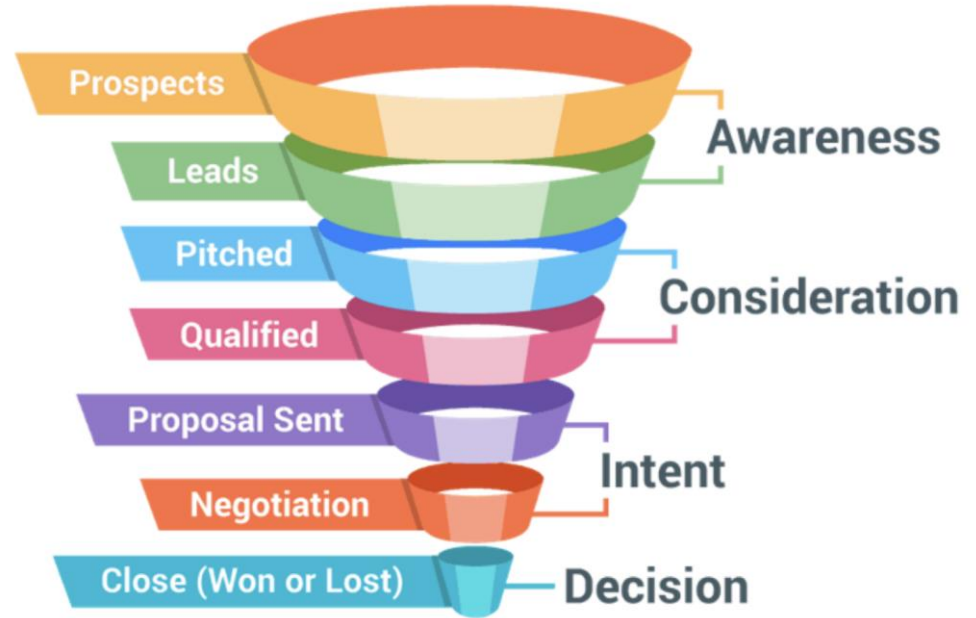 Prospects
Awareness
Leads
Pitched
Consideration
Qualified
Proposal Sent
Intent
Negotiation
Close (Won or Lost)
Decision